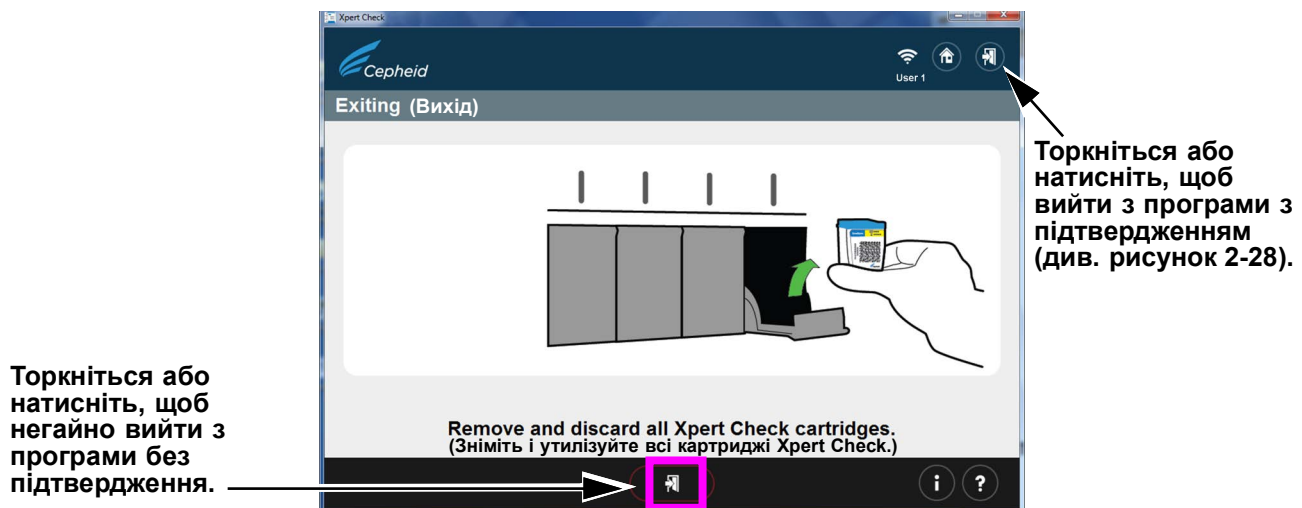 Xpert Check
Cepheid
User 1
Exiting (Вихід)
Торкніться або
натисніть, щоб
вийти з програми з
підтвердженням
(див. рисунок 2-28).
Торкніться або
натисніть, щоб
негайно вийти з
програми без
підтвердження.
Remove and discard all Xpert Check cartridges.
(Зніміть і утилізуйте всі картриджі Xpert Check.)
i ?